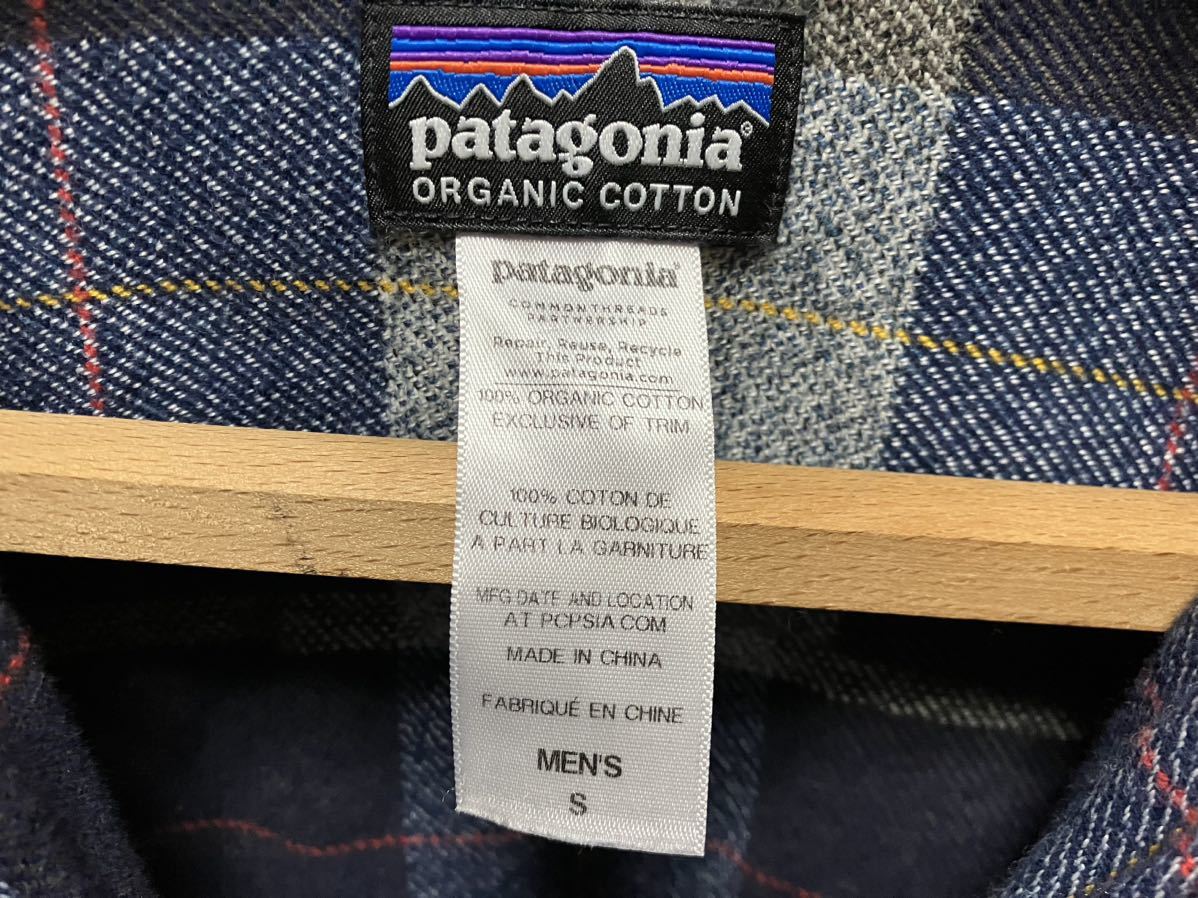 patagonia®
ORGANIC COTTON
patagonia®
COMMON THREADS
PARTNERSHIP
Repair, Reuse, Recycle
This Product
www.patagonia.com
100% ORGANIC COTTON
EXCLUSIVE OF TRIM
100% COTON DE
CULTURE BIOLOGIQUE
A PART LA GARNITURE
MFG DATE AND LOCATION
AT PCPSIA.COM
MADE IN CHINA
FABRIQUÉ EN CHINE
MEN'S
S